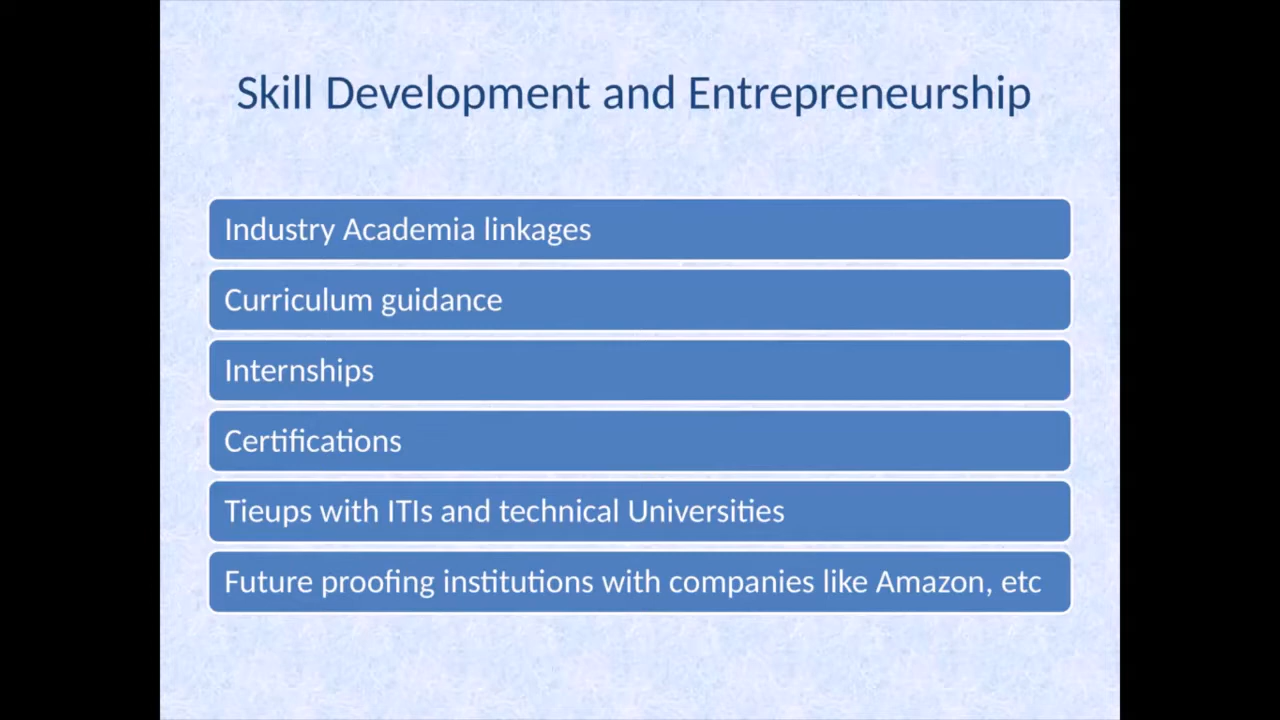 Skill Development and Entrepreneurship
Industry Academia linkages
Curriculum guidance
Internships
Certifications
Tieups with ITIs and technical Universities
Future proofing institutions with companies like Amazon, etc